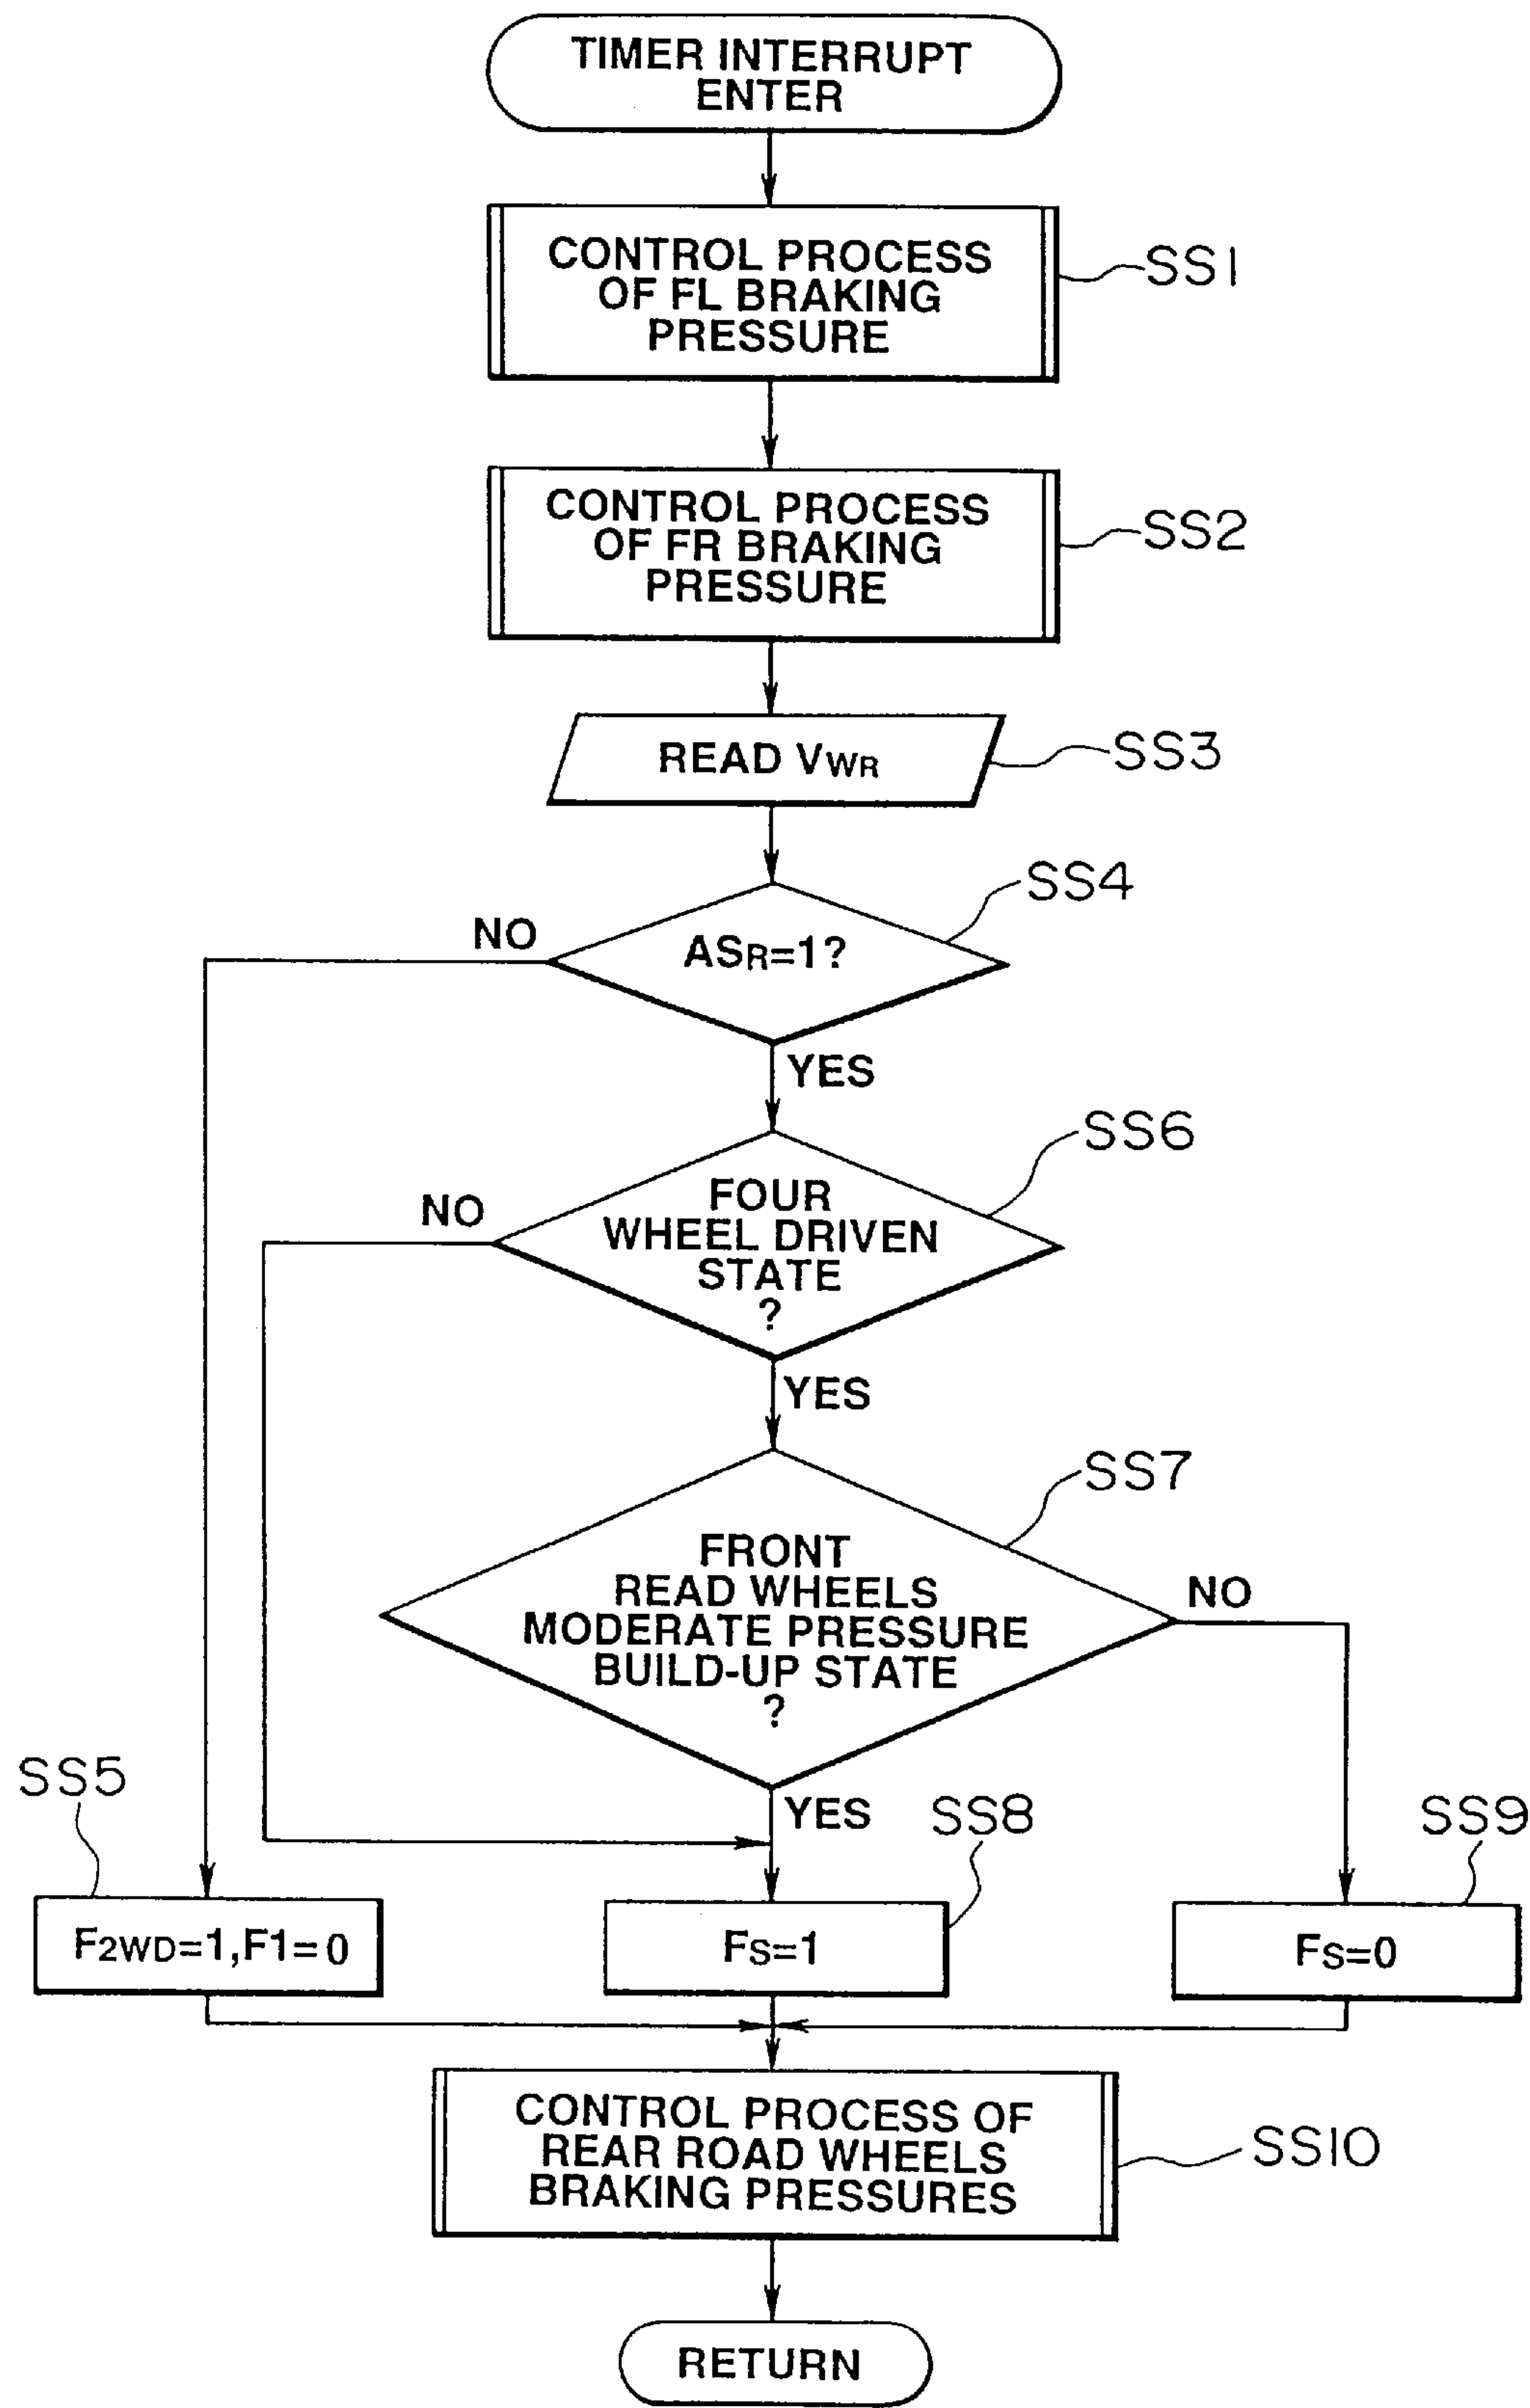 TIMER INTERRUPT
ENTER
CONTROL PROCESS
OF FL BRAKING
PRESSURE
SS1
CONTROL PROCESS
OF FR BRAKING
PRESSURE
SS2
READ VWR
SS3
SS4
NO
ASR=1?
YES
SS6
NO
FOUR
WHEEL DRIVEN
STATE
?
YES
SS7
FRONT
READ WHEELS
MODERATE PRESSURE
BUILD-UP STATE
?
NO
YES
SS5
SS8
SS9
F2WD=1,F1=0
FS=1
FS=0
CONTROL PROCESS OF
REAR ROAD WHEELS
BRAKING PRESSURES
SS10
RETURN